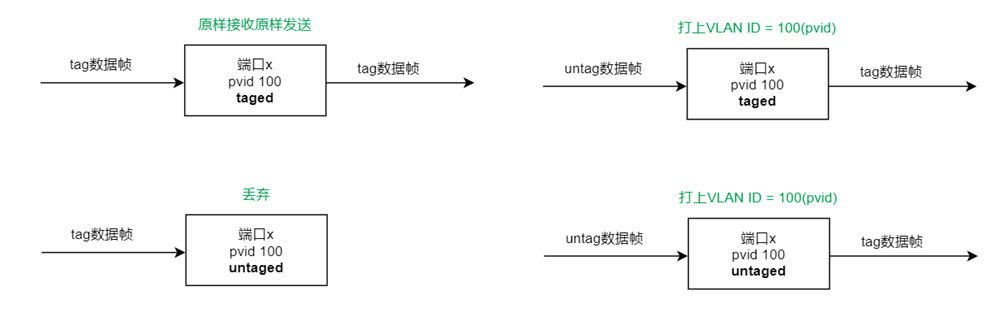 原样接收原样发送
tag数据帧
端口x
pvid 100
taged
tag数据帧
打上VLAN ID = 100(pvid)
untag数据帧
端口x
pvid 100
taged
tag数据帧
丢弃
tag数据帧
端口x
pvid 100
untaged
打上VLAN ID = 100(pvid)
untag数据帧
端口x
pvid 100
untaged
tag数据帧